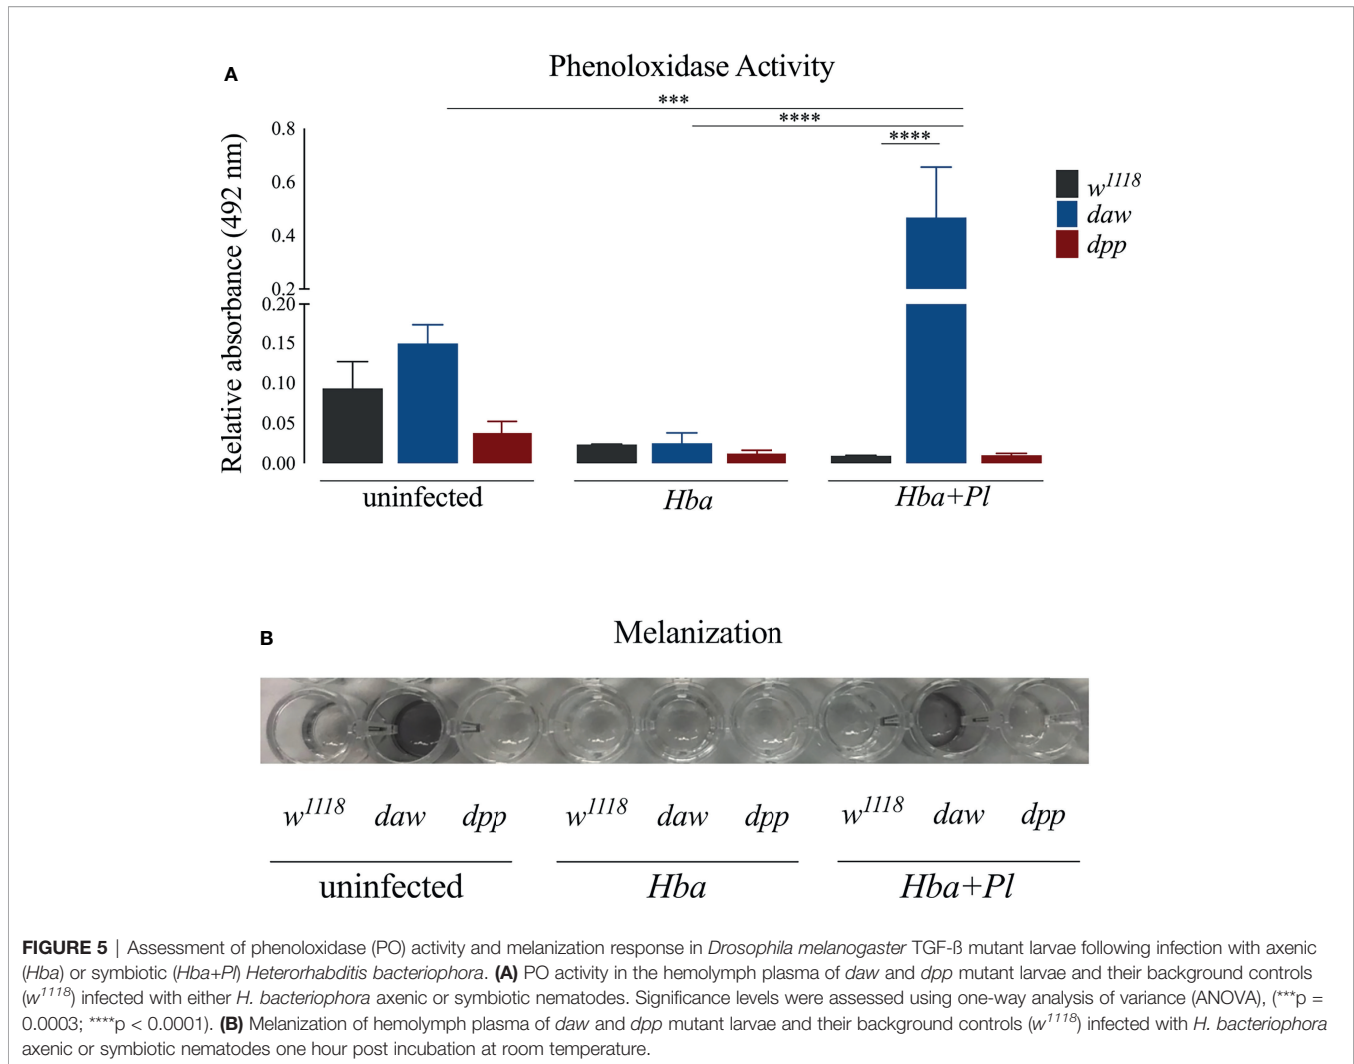 A
Phenoloxidase Activity
***
****
****
0.8
0.6
0.4
0.2
0.20
0.15
0.10
0.05
0.00
Relative absorbance (492 nm)
w1118
daw
dpp
uninfected
Hba
Hba+Pl
B
Melanization
w1118 daw dpp w1118 daw dpp w1118 daw dpp
uninfected Hba Hba+Pl
FIGURE 5 | Assessment of phenoloxidase (PO) activity and melanization response in Drosophila melanogaster TGF-ß mutant larvae following infection with axenic
(Hba) or symbiotic (Hba+Pl) Heterorhabditis bacteriophora. (A) PO activity in the hemolymph plasma of daw and dpp mutant larvae and their background controls
(w1118) infected with either H. bacteriophora axenic or symbiotic nematodes. Significance levels were assessed using one-way analysis of variance (ANOVA), (***p =
0.0003; ****p < 0.0001). (B) Melanization of hemolymph plasma of daw and dpp mutant larvae and their background controls (w1118) infected with H. bacteriophora
axenic or symbiotic nematodes one hour post incubation at room temperature.